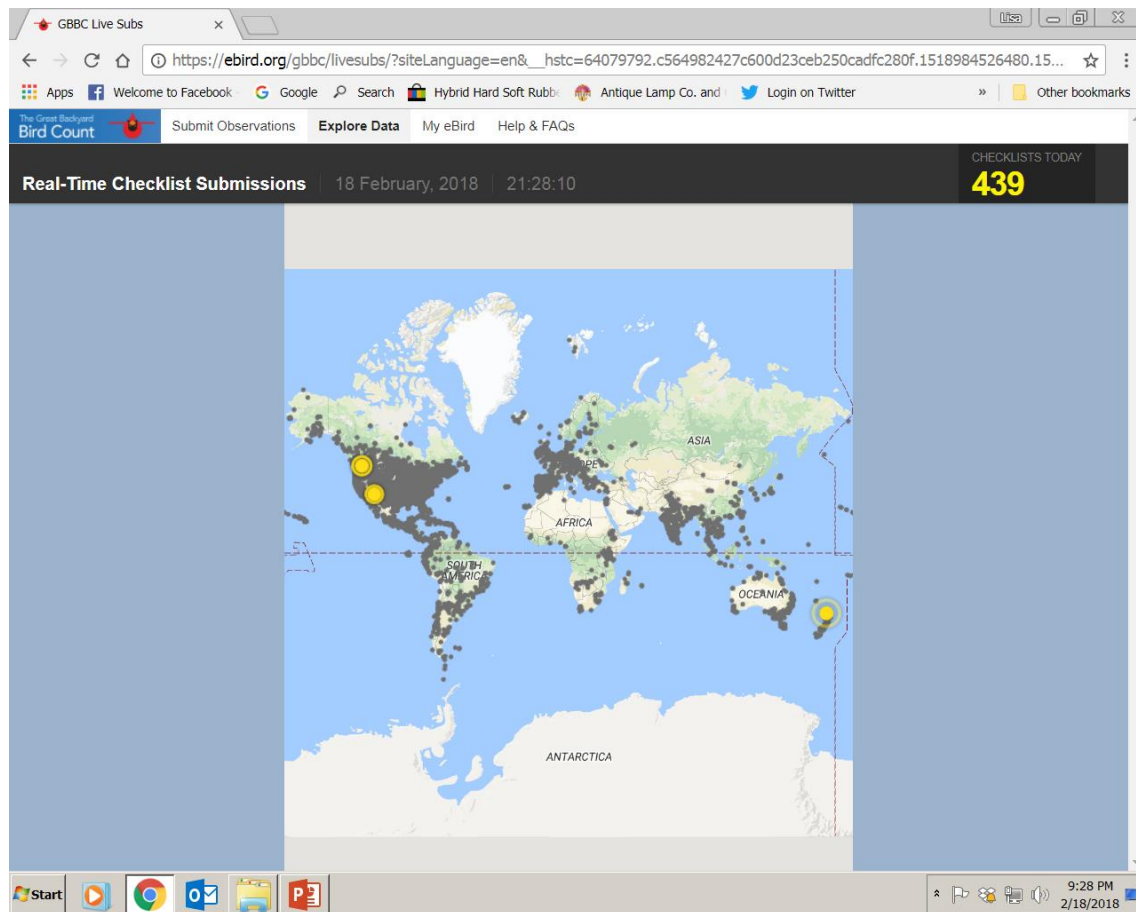 GBBC Live Subs
Lisa
https://ebird.org/gbbc/livesubs/?siteLanguage=en&__hstc=64079792.c564982427c600d23ceb250cadfc280f.1518984526480.15...
Apps Welcome to Facebook - Google Search Hybrid Hard Soft Rubb Antique Lamp Co. and Login on Twitter » Other bookmarks
The Great Backyard
Bird Count
Submit Observations Explore Data My eBird Help & FAQs
CHECKLISTS TODAY
Real-Time Checklist Submissions 18 February, 2018 21:28:10 439
ASIA
OPE
AFRICA
SOUTH
AMERICA
OCEANIA
ANTARCTICA
Start
9:28 PM
2/18/2018